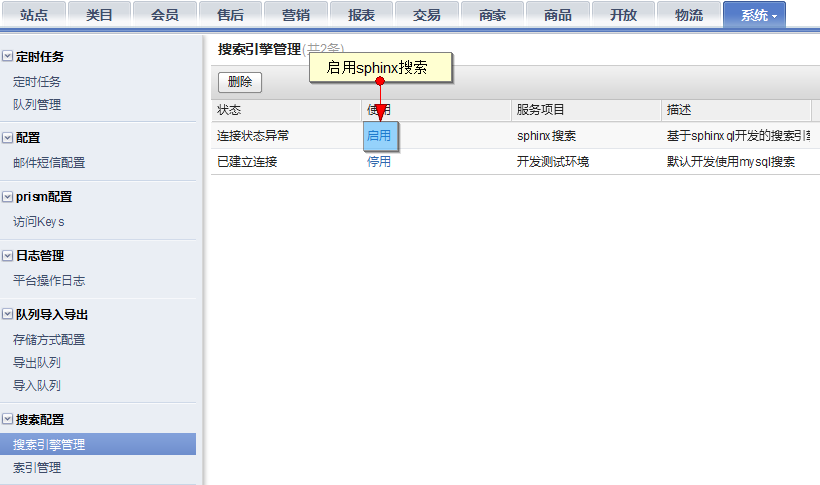 站点 类目 会员 售后 营销 报表 交易 商家 商品 开放 物流 系统
定时任务
定时任务
队列管理
配置
邮件短信配置
prism配置
访问Keys
日志管理
平台操作日志
队列导入导出
存储方式配置
导出队列
导入队列
搜索配置
搜索引擎管理
索引管理
搜索引擎管理(共2条)
启用sphinx搜索
删除
状态 使用 服务项目 描述
连接状态异常 启用 sphinx搜索 基于sphinxql开发的搜索引擎
已建立连接 停用 开发测试环境 默认开发使用mysql搜索